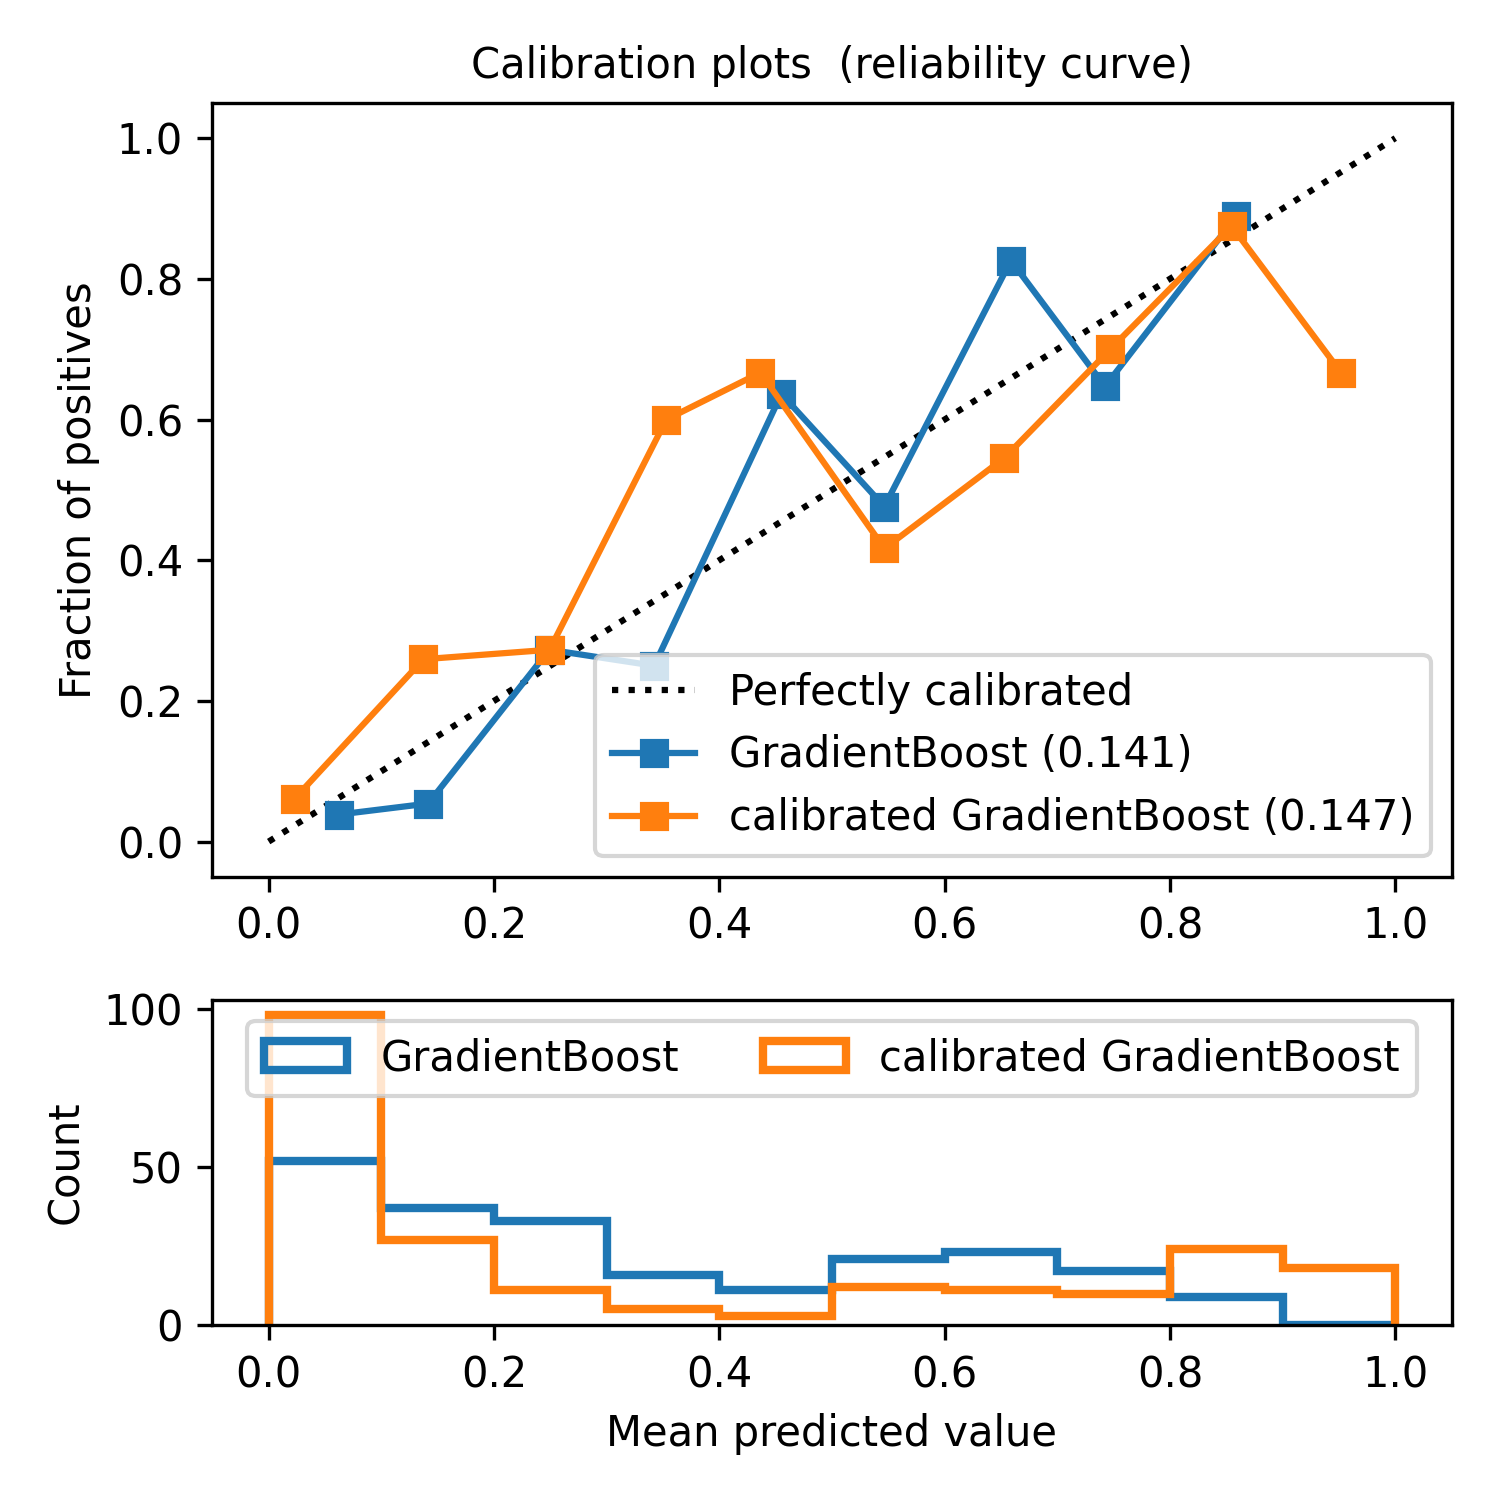 Calibration plots  (reliability curve)
Fraction of positives
1.0
0.8
0.6
0.4
0.2
0.0
Perfectly calibrated
GradientBoost (0.141)
calibrated GradientBoost (0.147)
0.0 0.2 0.4 0.6 0.8 1.0
Count
100
50
0
GradientBoost calibrated GradientBoost
0.0 0.2 0.4 0.6 0.8 1.0
Mean predicted value